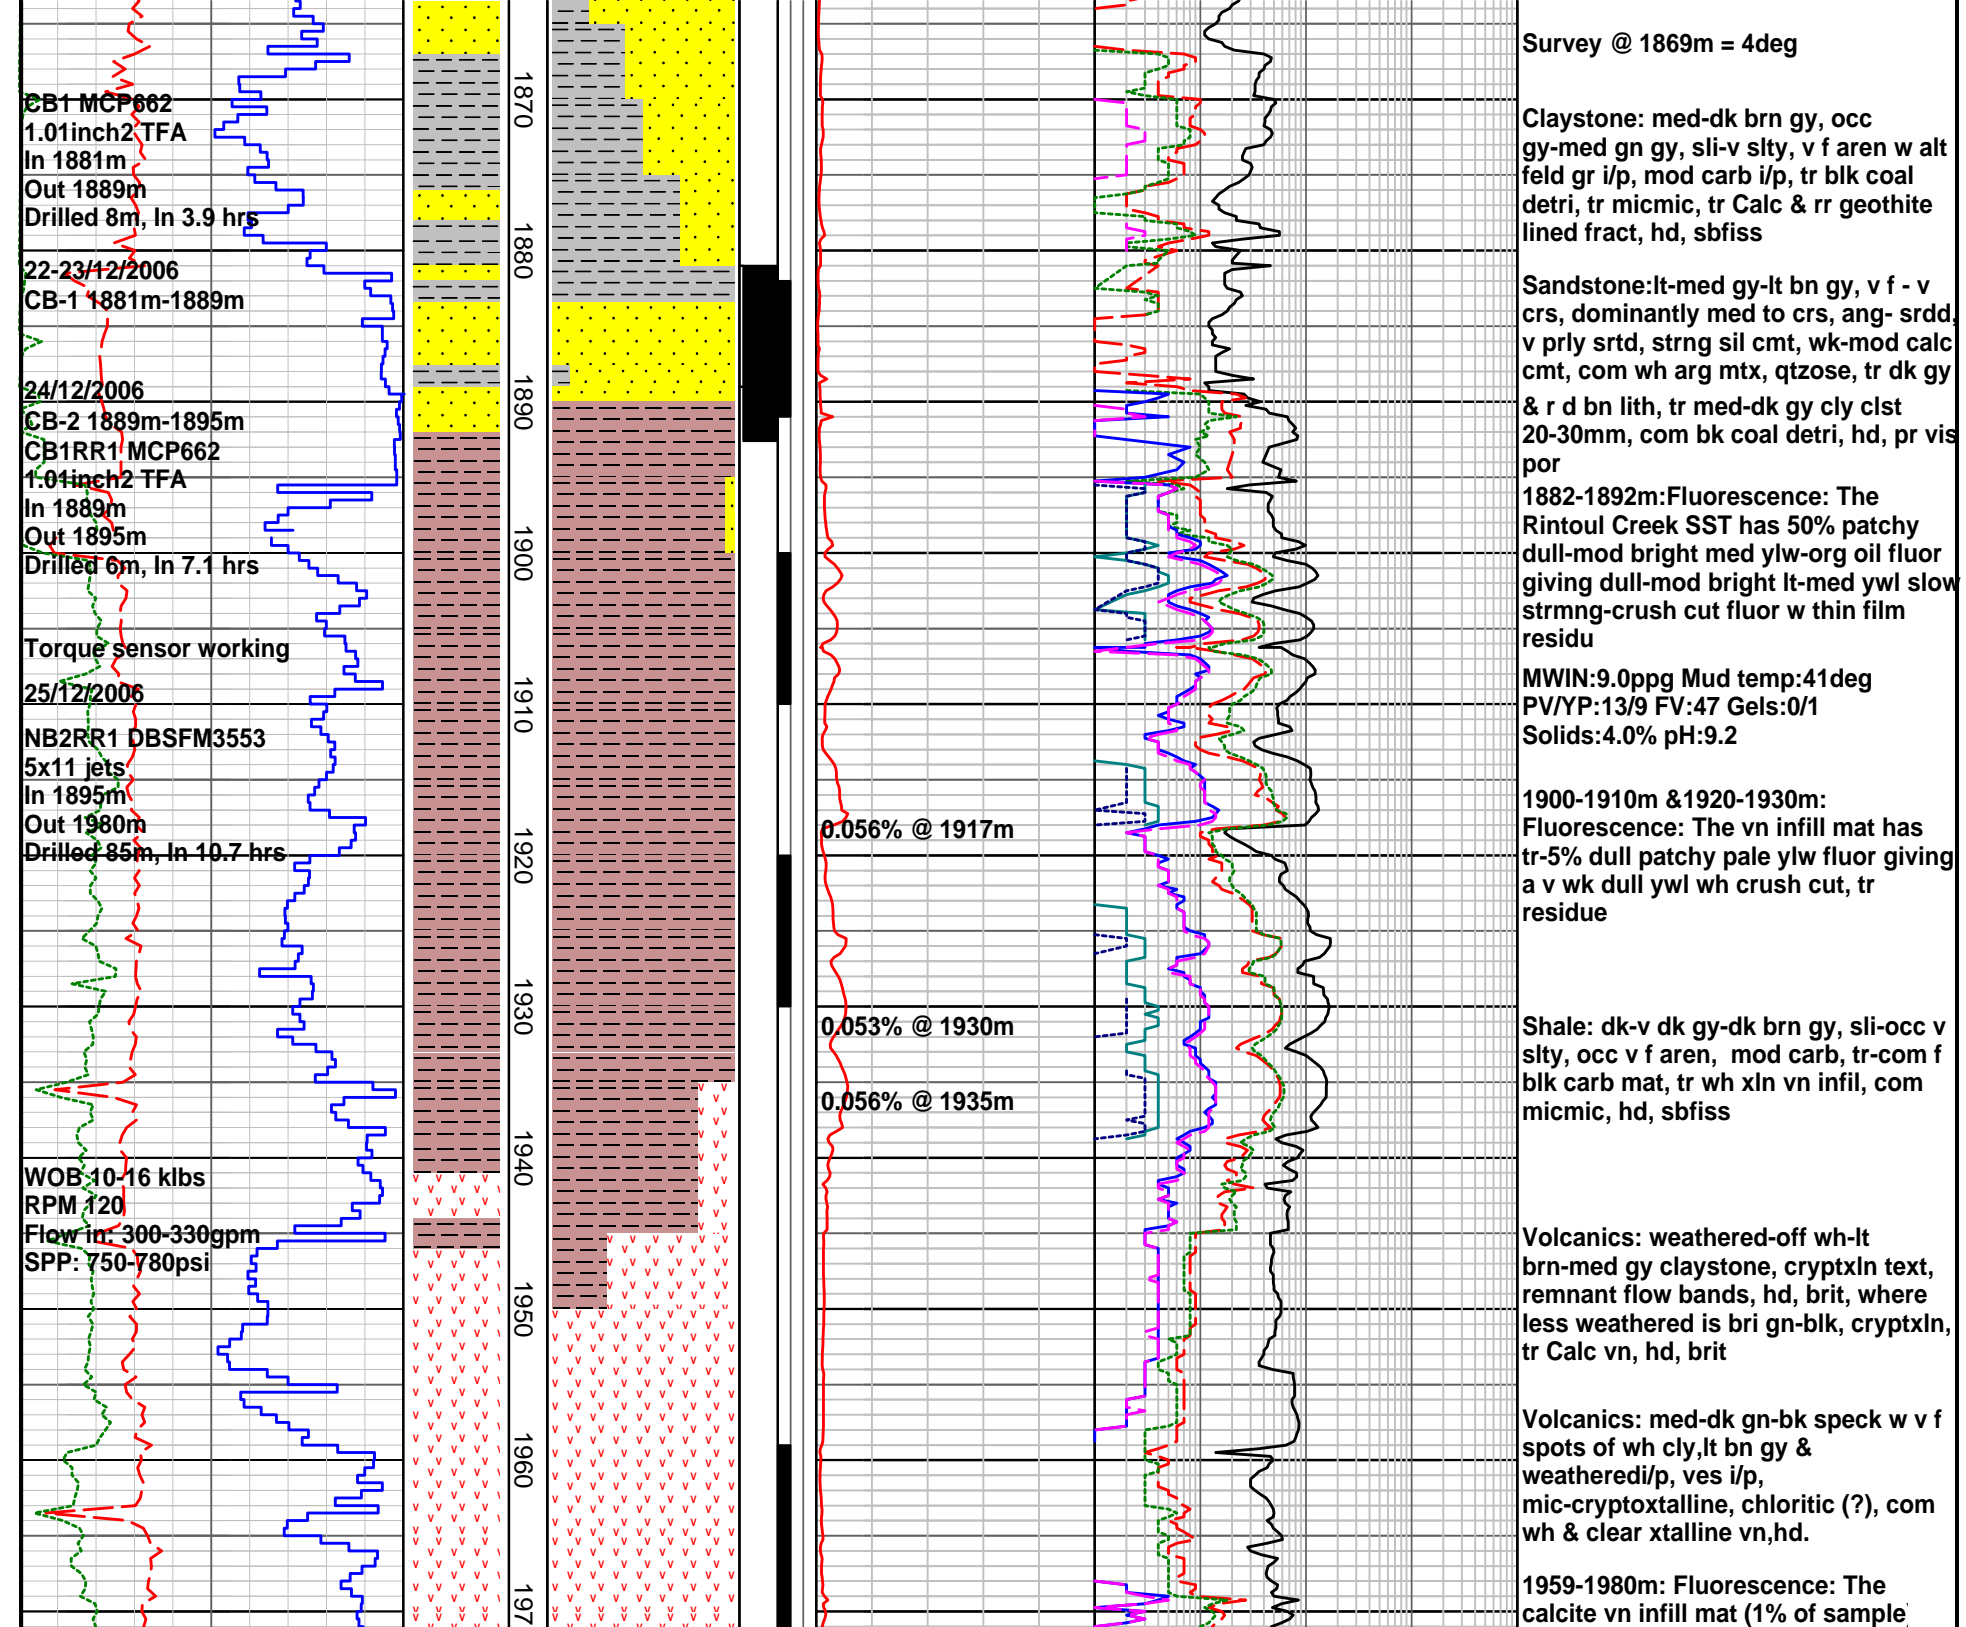 CB1 MCP662
1.01inch2 TFA
In 1881m
Out 1889m
Drilled 8m, In 3.9 hrs
22-23/12/2006
CB-1 1881m-1889m
24/12/2006
CB-2 1889m-1895m
CB1RR1 MCP662
1.01inch2 TFA
In 1889m
Out 1895m
Drilled 6m, In 7.1 hrs
Torque sensor working
25/12/2006
NB2RR1 DBSFM3553
5x11 jets
In 1895m
Out 1980m
Drilled 85m, In 10.7 hrs
WOB 10-16 klbs
RPM 120
Flow in: 300-330gpm
SPP: 750-780psi
1870
1880
1890
1900
1910
1920
1930
1940
1950
1960
197
0.056% @ 1917m
0.053% @ 1930m
0.056% @ 1935m
Survey @ 1869m = 4deg
Claystone: med-dk brn gy, occ
gy-med gn gy, sli-v slty, v f aren w alt
feld gr i/p, mod carb i/p, tr blk coal
detri, tr micmic, tr Calc & rr geothite
lined fract, hd, sbfiss
Sandstone:lt-med gy-lt bn gy, v f - v
crs, dominantly med to crs, ang- srdd,
v prly srtd, strng sil cmt, wk-mod calc
cmt, com wh arg mtx, qtzose, tr dk gy
& r d bn lith, tr med-dk gy cly clst
20-30mm, com bk coal detri, hd, pr vis
por
1882-1892m:Fluorescence: The
Rintoul Creek SST has 50% patchy
dull-mod bright med ylw-org oil fluor
giving dull-mod bright lt-med ywl slow
strmng-crush cut fluor w thin film
residu
MWIN:9.0ppg Mud temp:41deg
PV/YP:13/9 FV:47 Gels:0/1
Solids:4.0% pH:9.2
1900-1910m &1920-1930m:
Fluorescence: The vn infill mat has
tr-5% dull patchy pale ylw fluor giving
a v wk dull ywl wh crush cut, tr
residue
Shale: dk-v dk gy-dk brn gy, sli-occ v
slty, occ v f aren, mod carb, tr-com f
blk carb mat, tr wh xln vn infil, com
micmic, hd, sbfiss
Volcanics: weathered-off wh-lt
brn-med gy claystone, cryptxln text,
remnant flow bands, hd, brit, where
less weathered is bri gn-blk, cryptxln,
tr Calc vn, hd, brit
Volcanics: med-dk gn-bk speck w v f
spots of wh cly,lt bn gy &
weatheredi/p, ves i/p,
mic-cryptoxtalline, chloritic (?), com
wh & clear xtalline vn,hd.
1959-1980m: Fluorescence: The
calcite vn infill mat (1% of sample)